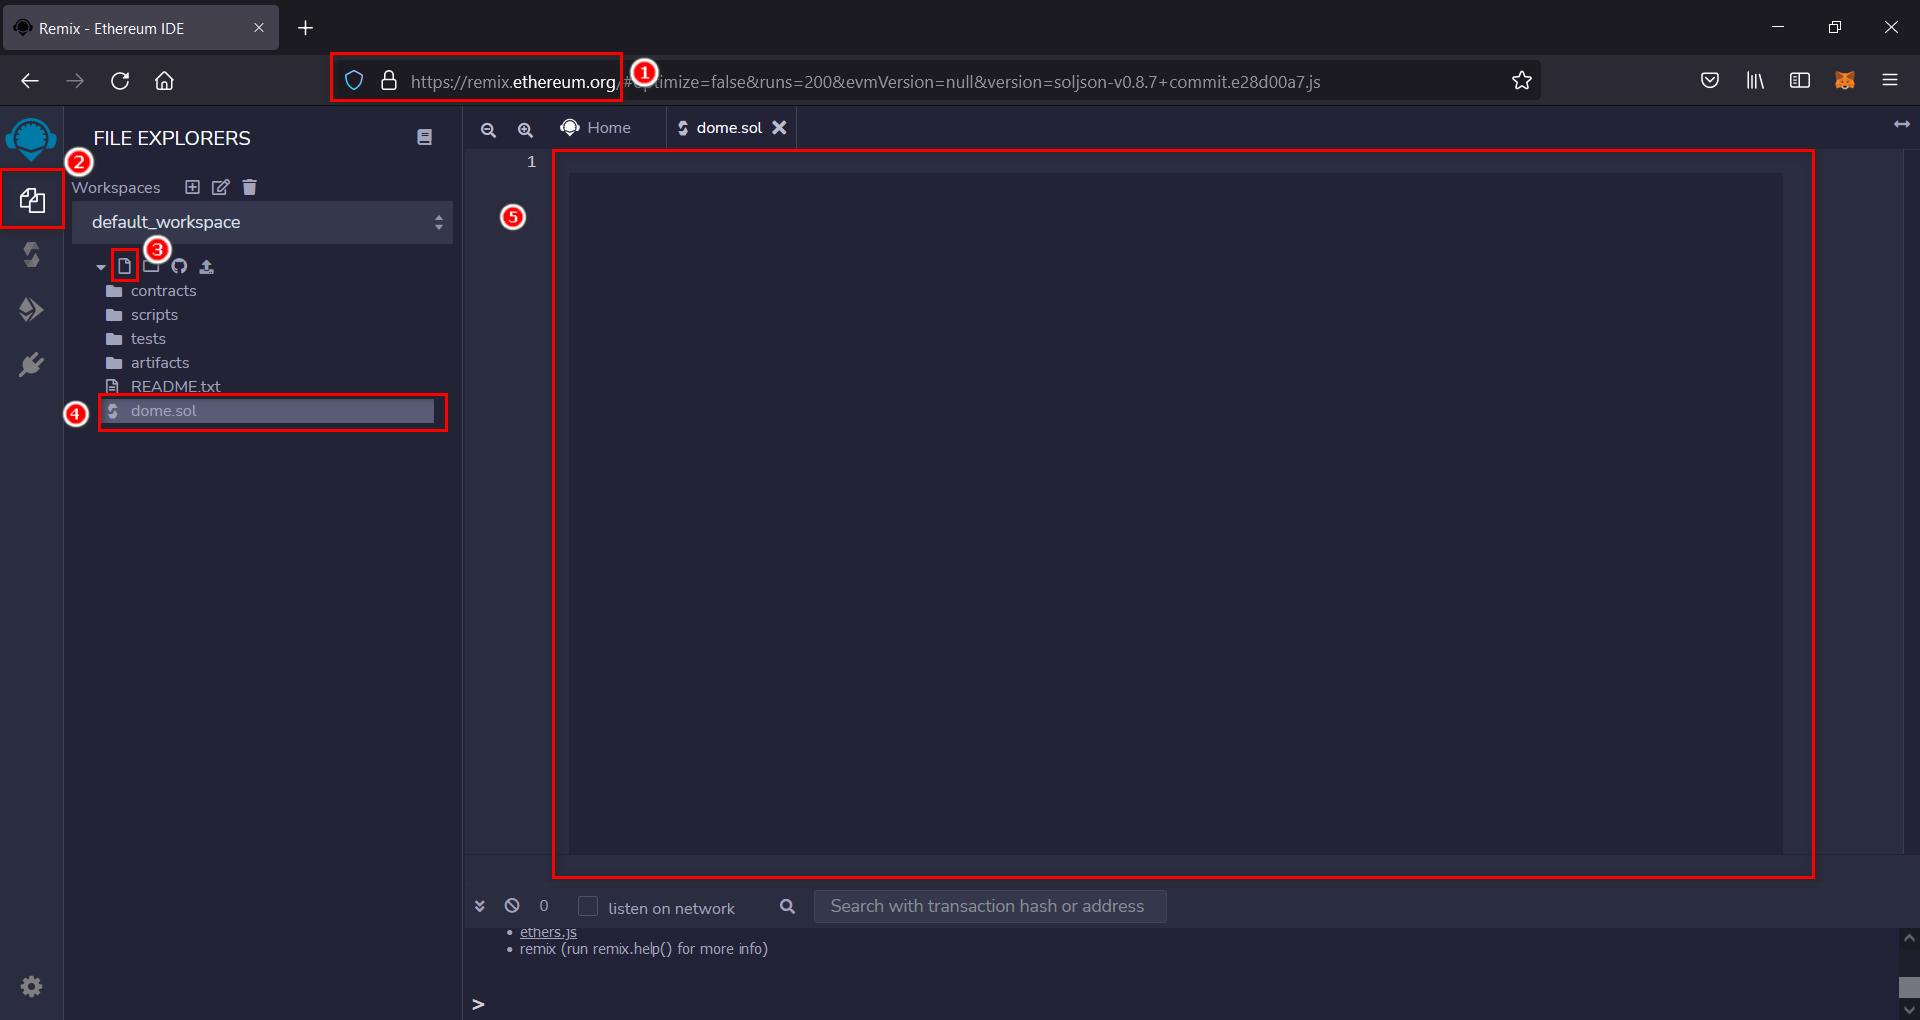 Remix - Ethereum IDE
https://remix.ethereum.org/#optimize=false&runs=200&evmVersion=null&version=soljson-v0.8.7+commit.e28d00a7.js
1
FILE EXPLORERS
Home
dome.sol
2
1
Workspaces
5
default_workspace
3
contracts
scripts
tests
artifacts
README.txt
4
dome.sol
0
listen on network
Search with transaction hash or address
• ethers.js
• remix (run remix.help() for more info)
>